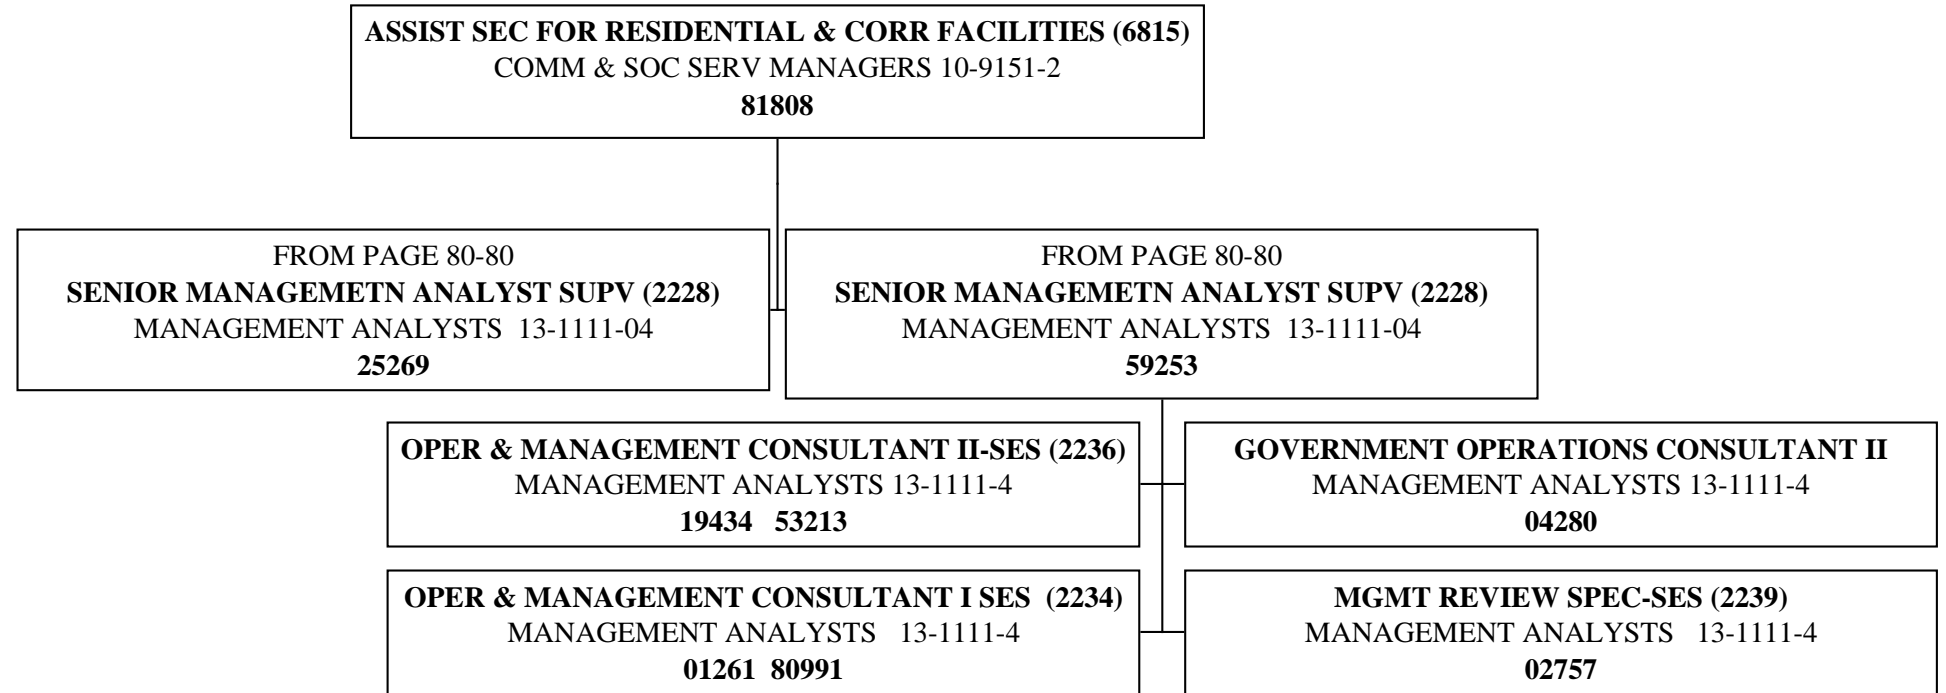 ASSIST SEC FOR RESIDENTIAL & CORR FACILITIES (6815)
COMM & SOC SERV MANAGERS 10-9151-2
81808
FROM PAGE 80-80
SENIOR MANAGEMETN ANALYST SUPV (2228)
MANAGEMENT ANALYSTS 13-1111-04
25269
FROM PAGE 80-80
SENIOR MANAGEMETN ANALYST SUPV (2228)
MANAGEMENT ANALYSTS 13-1111-04
59253
OPER & MANAGEMENT CONSULTANT II-SES (2236)
MANAGEMENT ANALYSTS 13-1111-4
19434 53213
GOVERNMENT OPERATIONS CONSULTANT II
MANAGEMENT ANALYSTS 13-1111-4
04280
OPER & MANAGEMENT CONSULTANT I SES (2234)
MANAGEMENT ANALYSTS 13-1111-4
01261 80991
MGMT REVIEW SPEC-SES (2239)
MANAGEMENT ANALYSTS 13-1111-4
02757